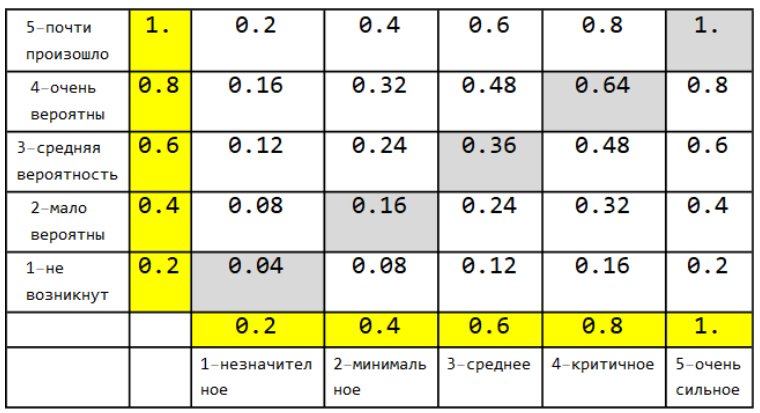 5-почти произошло 1. 0.2 0.4 0.6 0.8 1.
4-очень вероятны 0.8 0.16 0.32 0.48 0.64 0.8
3-средняя вероятность 0.6 0.12 0.24 0.36 0.48 0.6
2-мало вероятны 0.4 0.08 0.16 0.24 0.32 0.4
1-не возникнут 0.2 0.04 0.08 0.12 0.16 0.2
0.2 0.4 0.6 0.8 1.
1-незначител ное 2-минималь ное 3-среднее 4-критичное 5-очень сильное